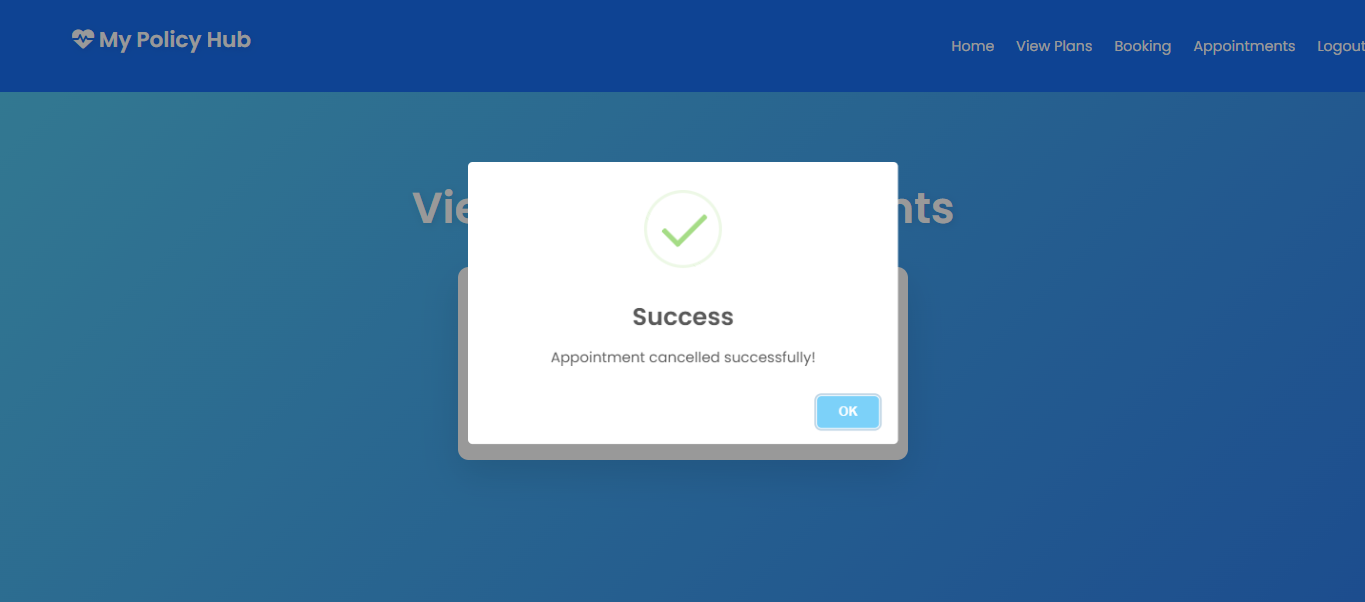 My Policy Hub
Home View Plans Booking Appointments Logout
Success
Appointment cancelled successfully!
OK